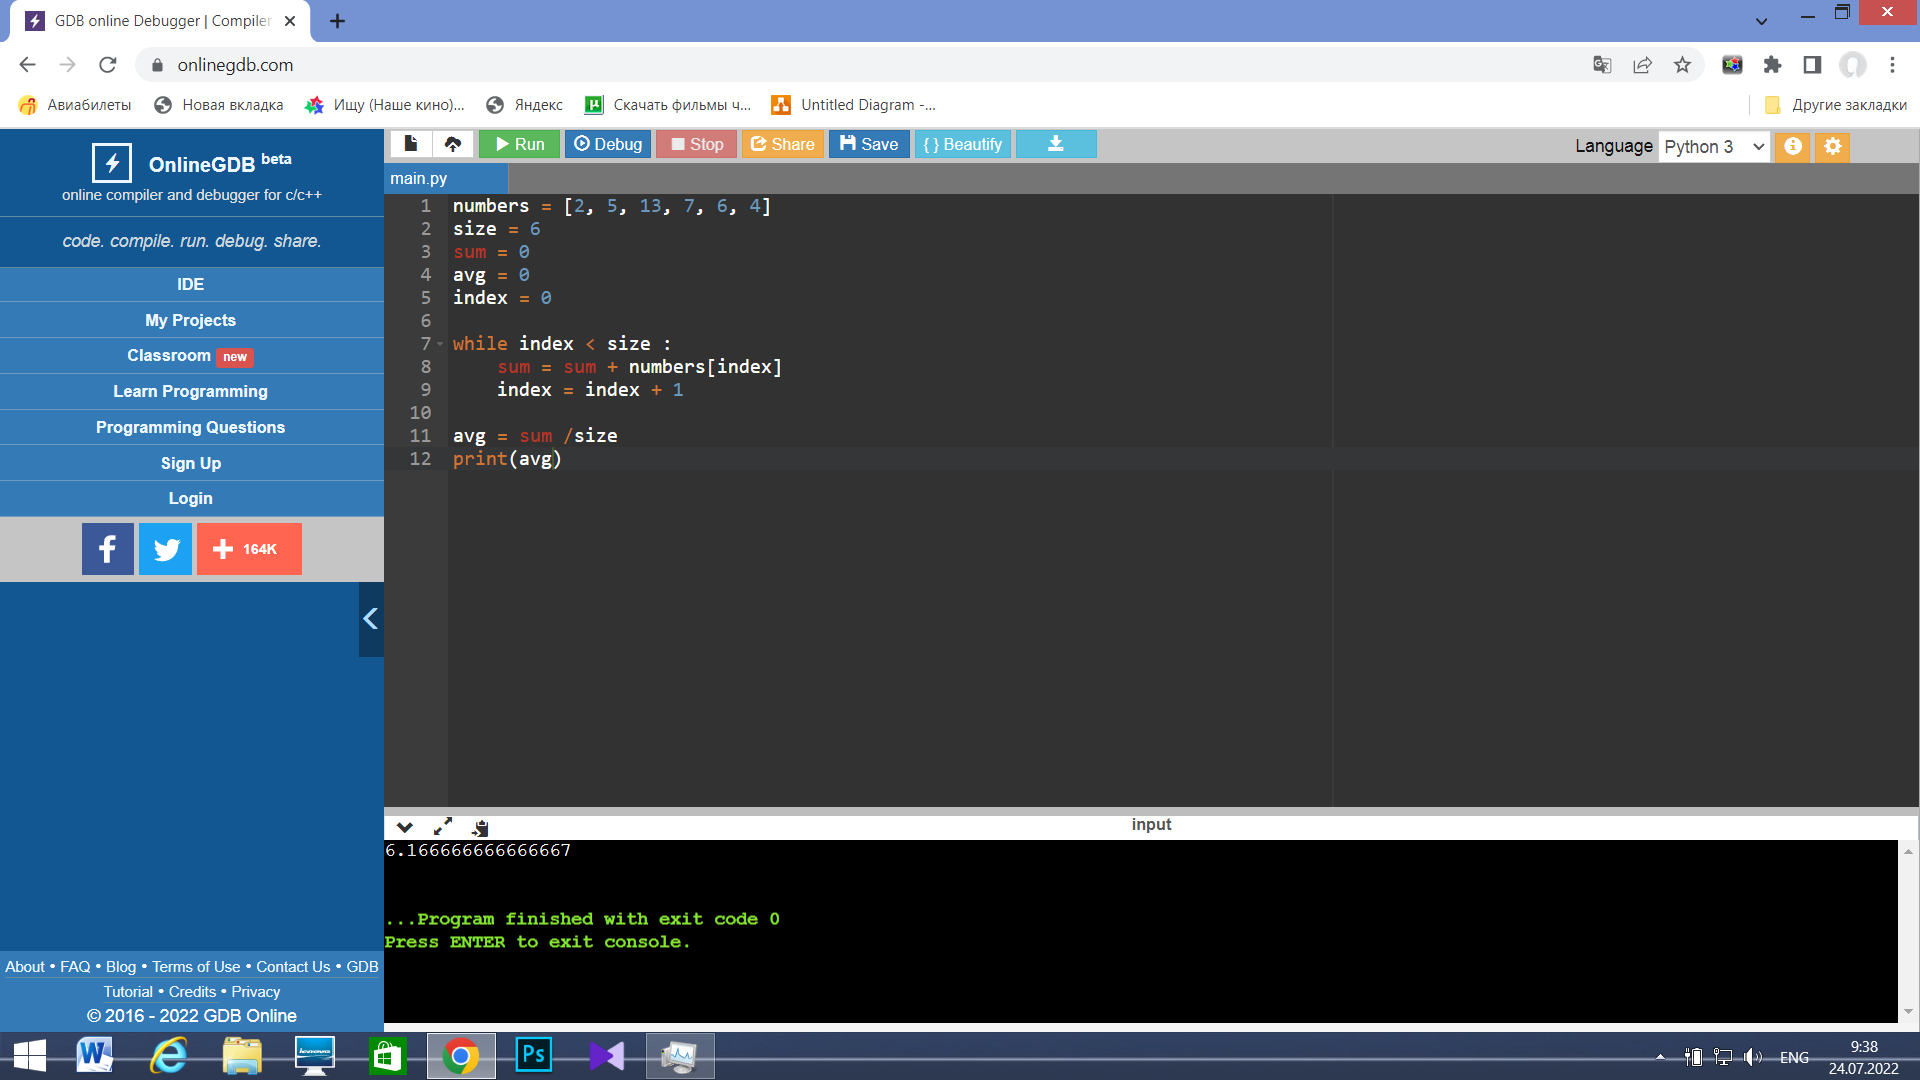 GDB online Debugger | Compiler
onlinegdb.com
Авиабилеты
Новая вкладка
Ищу (Наше кино)...
Яндекс
Скачать фильмы ч...
Untitled Diagram -...
Другие закладки
OnlineGDB beta
online compiler and debugger for c/c++
code. compile. run. debug. share.
IDE
My Projects
Classroom new
Learn Programming
Programming Questions
Sign Up
Login
164K
About • FAQ • Blog • Terms of Use • Contact Us • GDB
Tutorial • Credits • Privacy
© 2016 - 2022 GDB Online
Run
Debug
Stop
Share
Save
{ } Beautify
Language Python 3
main.py
1 numbers = [2, 5, 13, 7, 6, 4]
2 size = 6
3 sum = 0
4 avg = 0
5 index = 0
6
7 while index < size :
8     sum = sum + numbers[index]
9     index = index + 1
10
11 avg = sum /size
12 print(avg)
input
6.166666666666667
...Program finished with exit code 0
Press ENTER to exit console.
Ps
ENG
9:38
24.07.2022